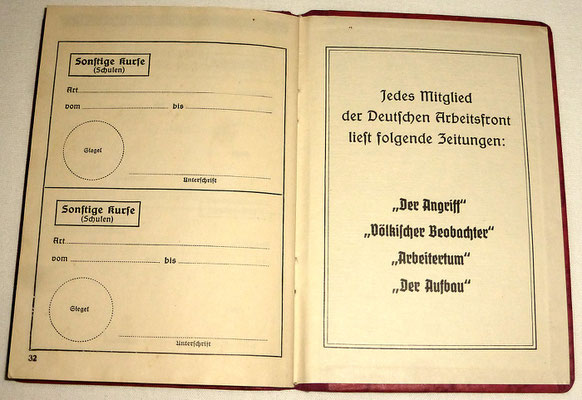 Sonstige Kurse
(Schulen)
Art
vom bis
Siegel
Unterschrift
Sonstige Kurse
(Schulen)
Art
vom bis
Siegel
Unterschrift
32
Jedes Mitglied
der Deutschen Arbeitsfront
liest folgende Zeitungen:
„Der Angriff“
„Völkischer Beobachter“
„Arbeitertum“
„Der Aufbau“